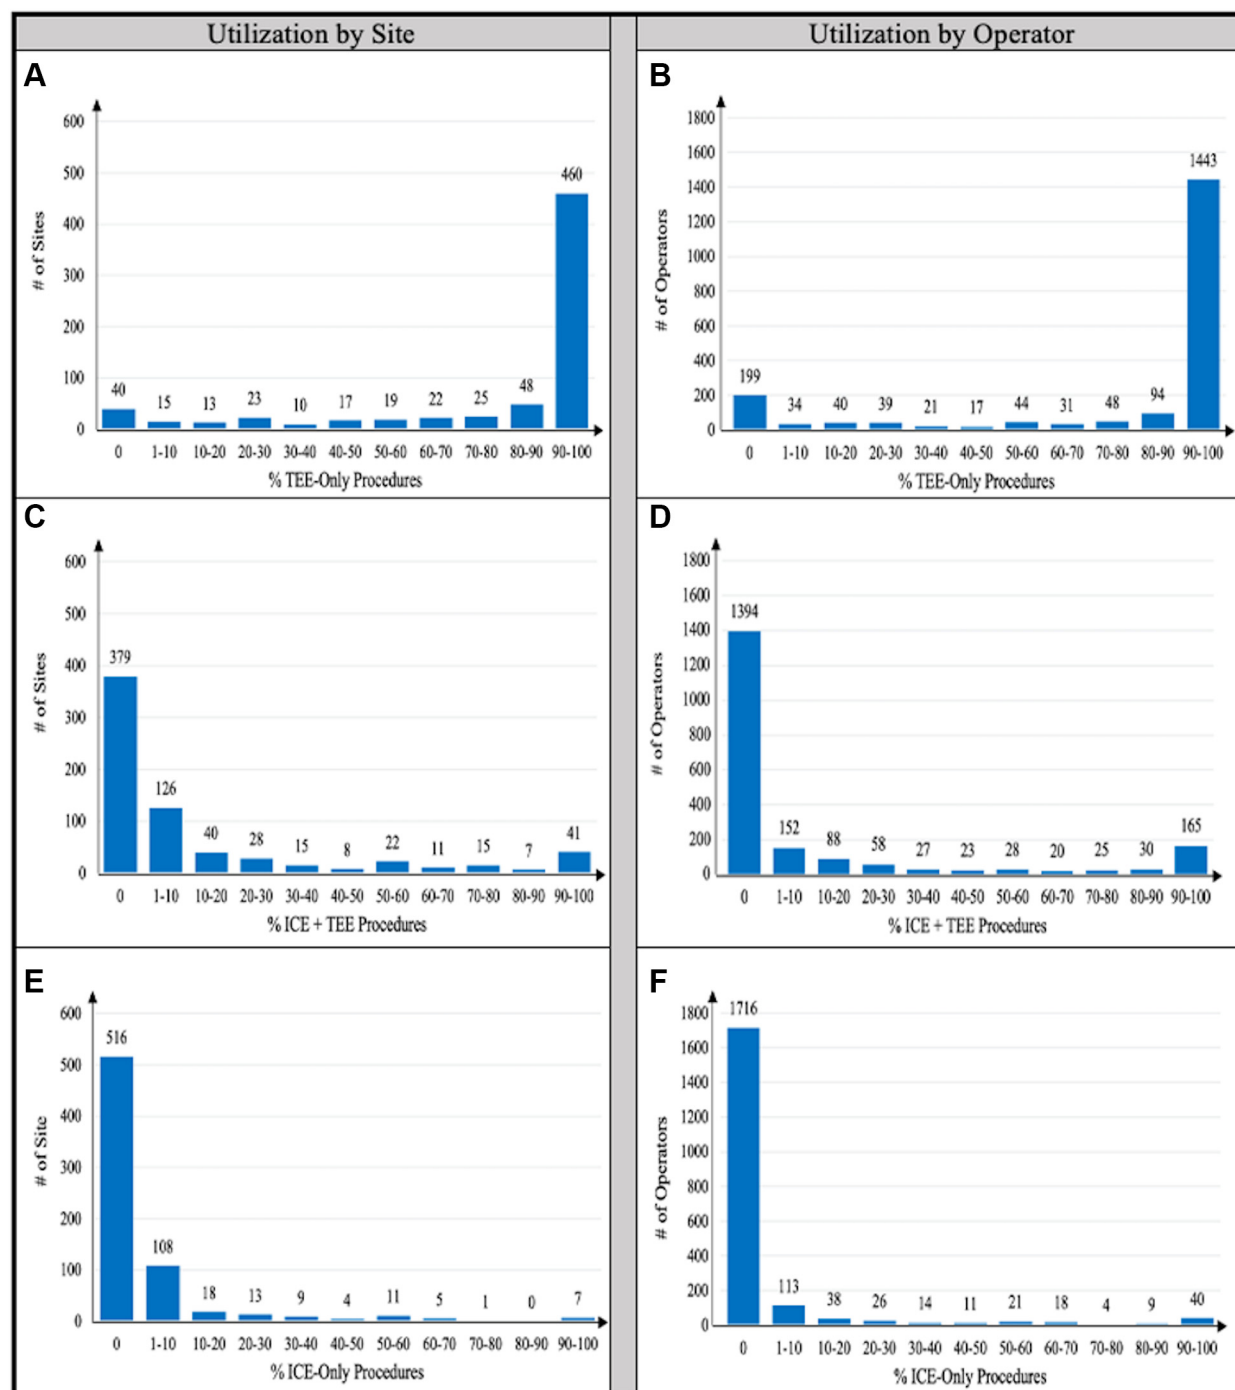 Utilization by Site
Utilization by Operator
A
600
500
400
300
200
100
0
# of Sites
40 15 13 23 10 17 19 22 25 48 460
0 1-10 10-20 20-30 30-40 40-50 50-60 60-70 70-80 80-90 90-100
% TEE-Only Procedures
B
1800
1600
1400
1200
1000
800
600
400
200
0
# of Operators
199 34 40 39 21 17 44 31 48 94 1443
0 1-10 10-20 20-30 30-40 40-50 50-60 60-70 70-80 80-90 90-100
% TEE-Only Procedures
C
600
500
400
300
200
100
0
# of Sites
379 126 40 28 15 8 22 11 15 7 41
0 1-10 10-20 20-30 30-40 40-50 50-60 60-70 70-80 80-90 90-100
% ICE + TEE Procedures
D
1800
1600
1400
1200
1000
800
600
400
200
0
# of Operators
1394 152 88 58 27 23 28 20 25 30 165
0 1-10 10-20 20-30 30-40 40-50 50-60 60-70 70-80 80-90 90-100
% ICE + TEE Procedures
E
600
500
400
300
200
100
0
# of Site
516 108 18 13 9 4 11 5 1 0 7
0 1-10 10-20 20-30 30-40 40-50 50-60 60-70 70-80 80-90 90-100
% ICE-Only Procedures
F
1800
1600
1400
1200
1000
800
600
400
200
0
# of Operators
1716 113 38 26 14 11 21 18 4 9 40
0 1-10 10-20 20-30 30-40 40-50 50-60 60-70 70-80 80-90 90-100
% ICE-Only Procedures